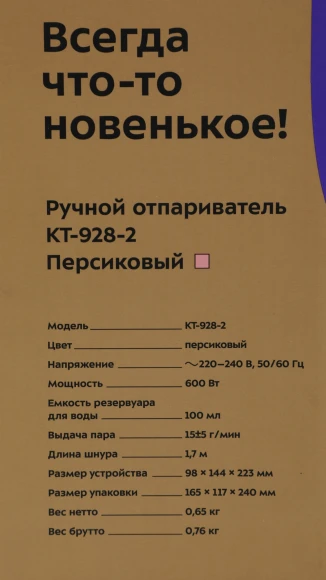 Всегда
что-то
новенькое!
Ручной отпариватель
КТ-928-2
Персиковый
Модель КТ-928-2
Цвет персиковый
Напряжение ~220–240 В, 50/60 Гц
Мощность 600 Вт
Емкость резервуара
для воды 100 мл
Выдача пара 15±5 г/мин
Длина шнура 1,7 м
Размер устройства 98 × 144 × 223 мм
Размер упаковки 165 × 117 × 240 мм
Вес нетто 0,65 кг
Вес брутто 0,76 кг